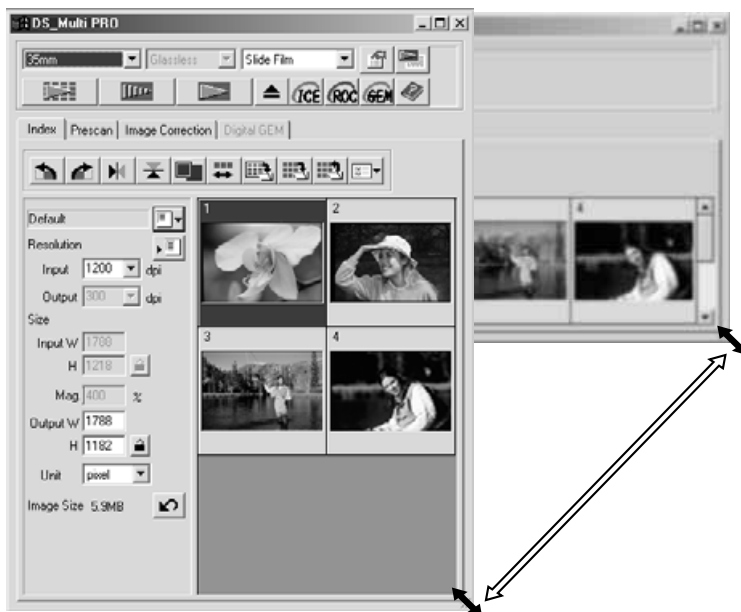 DS_Multi PRO
35mm Glassless Slide Film
ICE ROC GEM
Index Prescan Image Correction Digital GEM
Default
Resolution
Input 1200 dpi
Output 300 dpi
Size
Input W 1788
H 1218
Mag 400 %
Output W 1788
H 1182
Unit pixel
Image Size 5.9MB
1 2
3 4
4